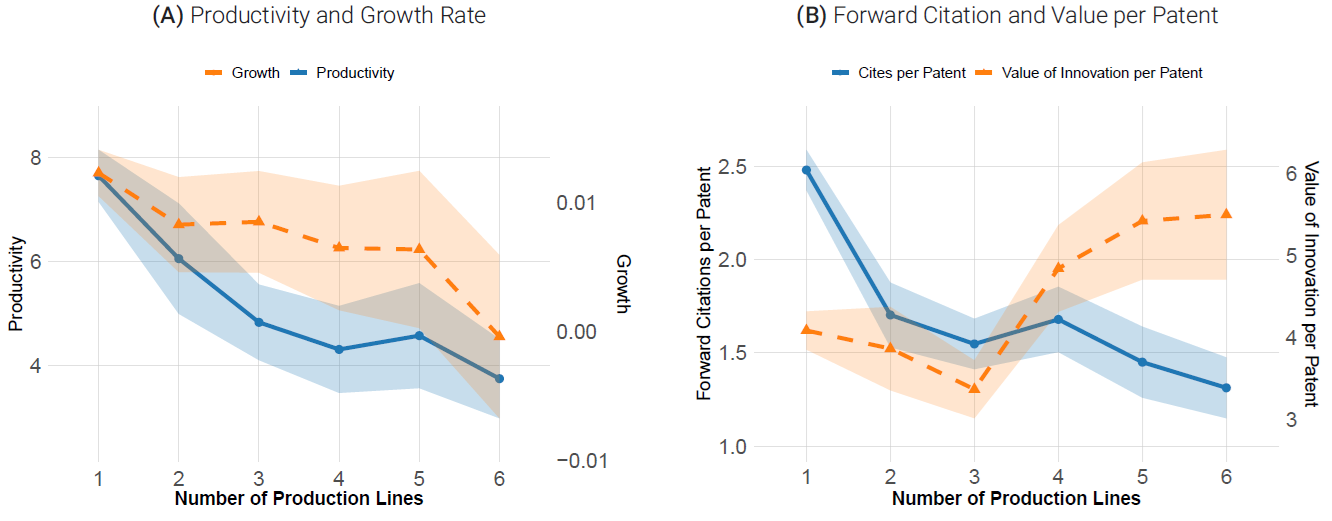 (A) Productivity and Growth Rate
Growth Productivity
Productivity
8
6
4
0.01
0.00
−0.01
Growth
1 2 3 4 5 6
Number of Production Lines
(B) Forward Citation and Value per Patent
Cites per Patent Value of Innovation per Patent
Forward Citations per Patent
2.5
2.0
1.5
1.0
6
5
4
3
Value of Innovation per Patent
1 2 3 4 5 6
Number of Production Lines